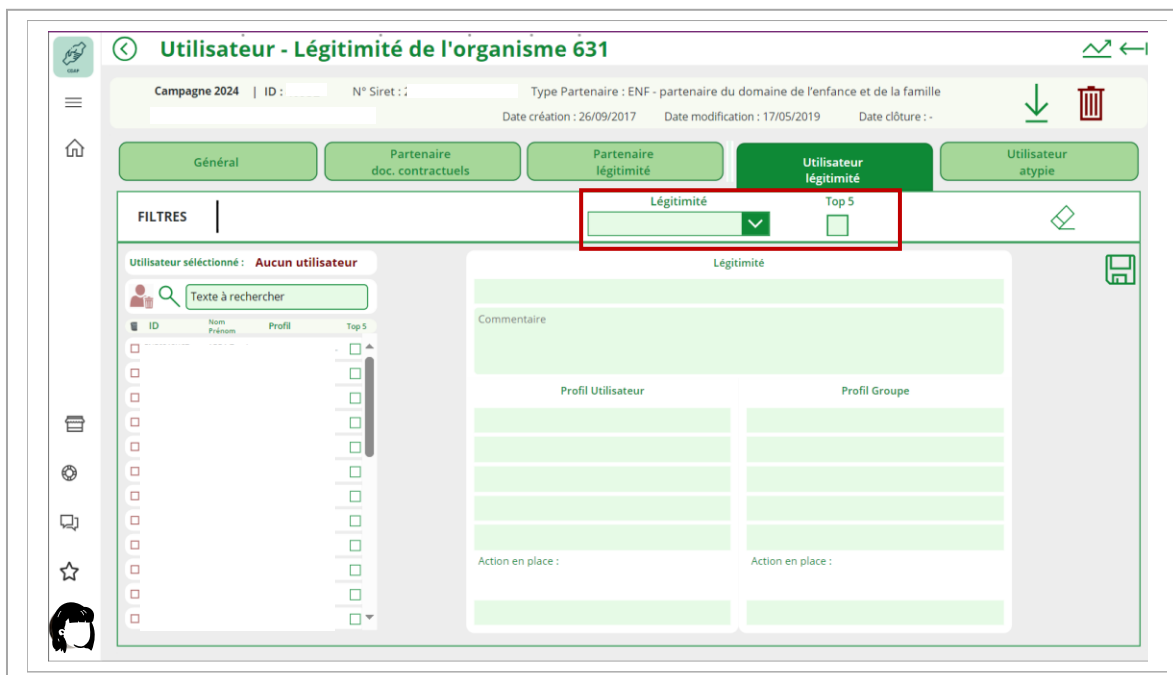 Utilisateur - Légitimité de l'organisme 631
CDAP
Campagne 2024 | ID : N° Siret : Type Partenaire : ENF - partenaire du domaine de l'enfance et de la famille
Date création : 26/09/2017 Date modification : 17/05/2019 Date clôture : -
Général
Partenaire
doc. contractuels
Partenaire
légitimité
Utilisateur
légitimité
Utilisateur
atypie
FILTRES
Légitimité
Top 5
Utilisateur séléctionné : Aucun utilisateur
Texte à rechercher
ID Nom Prénom Profil Top 5
Légitimité
Commentaire
Profil Utilisateur
Profil Groupe
Action en place :
Action en place :